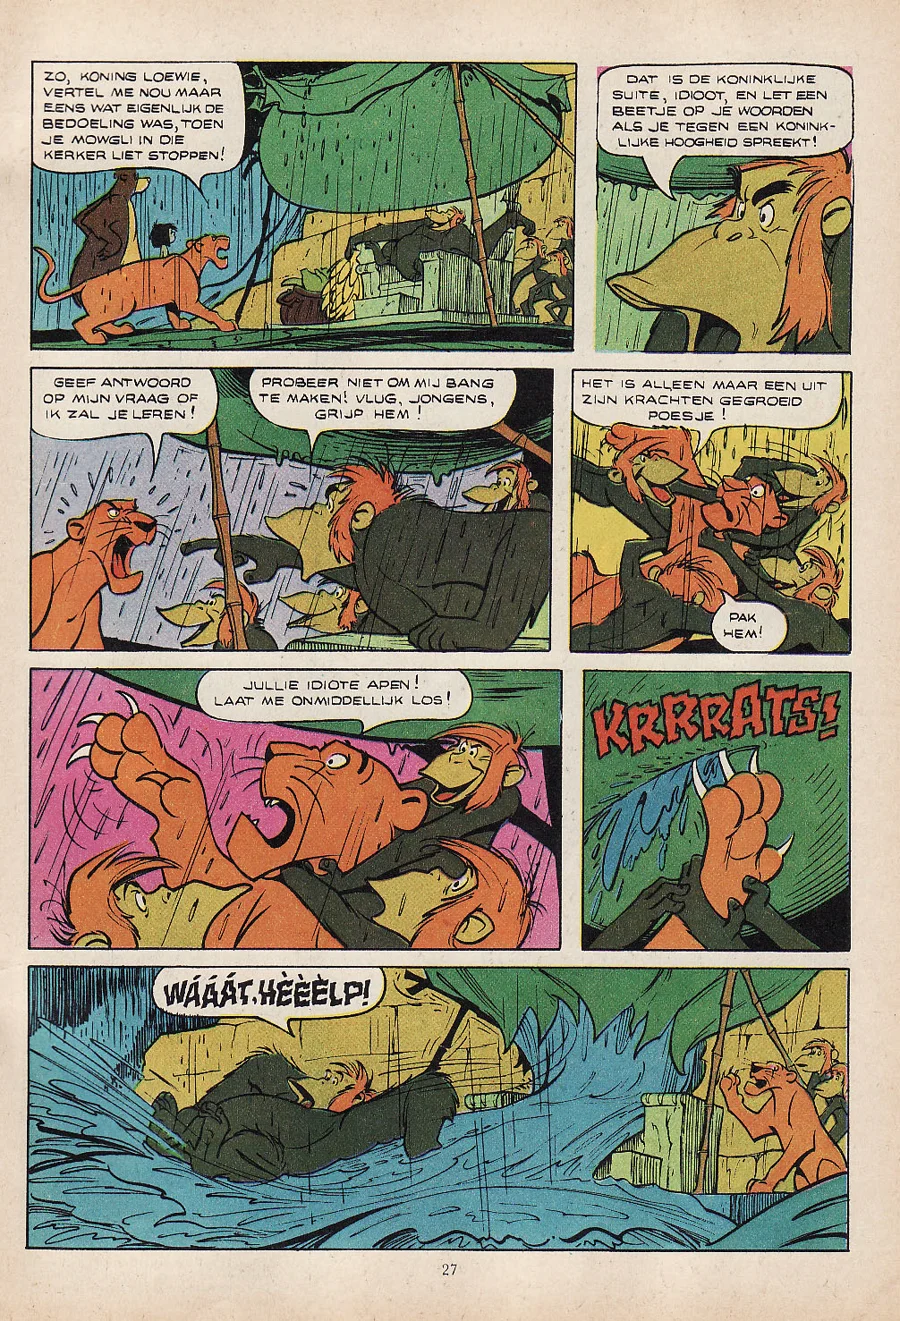 ZO, KONING LOEWIE,
VERTEL ME NOU MAAR
EENS WAT EIGENLIJK DE
BEDOELING WAS, TOEN
JE MOWGLI IN DIE
KERKER LIET STOPPEN!
DAT IS DE KONINKLIJKE
SUITE, IDIOOT, EN LET EEN
BEETJE OP JE WOORDEN
ALS JE TEGEN EEN KONINK-
LIJKE HOOGHEID SPREEKT!
GEEF ANTWOORD
OP MIJN VRAAG OF
IK ZAL JE LEREN!
PROBEER NIET OM MIJ BANG
TE MAKEN! VLUG, JONGENS,
GRIJP HEM!
HET IS ALLEEN MAAR EEN UIT
ZIJN KRACHTEN GEGROEID
POESJE!
PAK
HEM!
JULLIE IDIOTE APEN!
LAAT ME ONMIDDELLIJK LOS!
KRRRRATS!
WÁÁÁT.HÈÈÈLP!
27